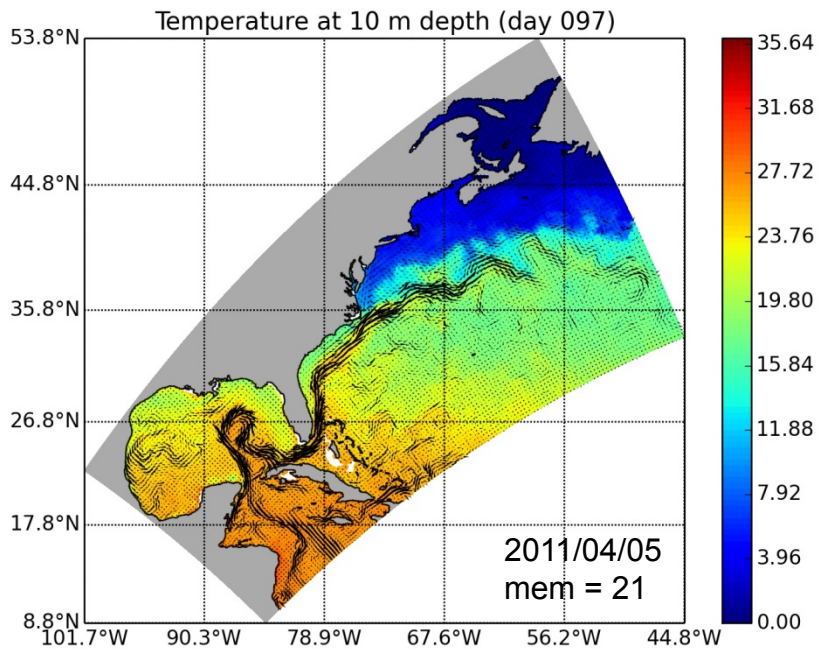 Temperature at 10 m depth (day 097)
53.8°N
44.8°N
35.8°N
26.8°N
17.8°N
8.8°N
101.7°W 90.3°W 78.9°W 67.6°W 56.2°W 44.8°W
35.64
31.68
27.72
23.76
19.80
15.84
11.88
7.92
3.96
0.00
2011/04/05
mem = 21